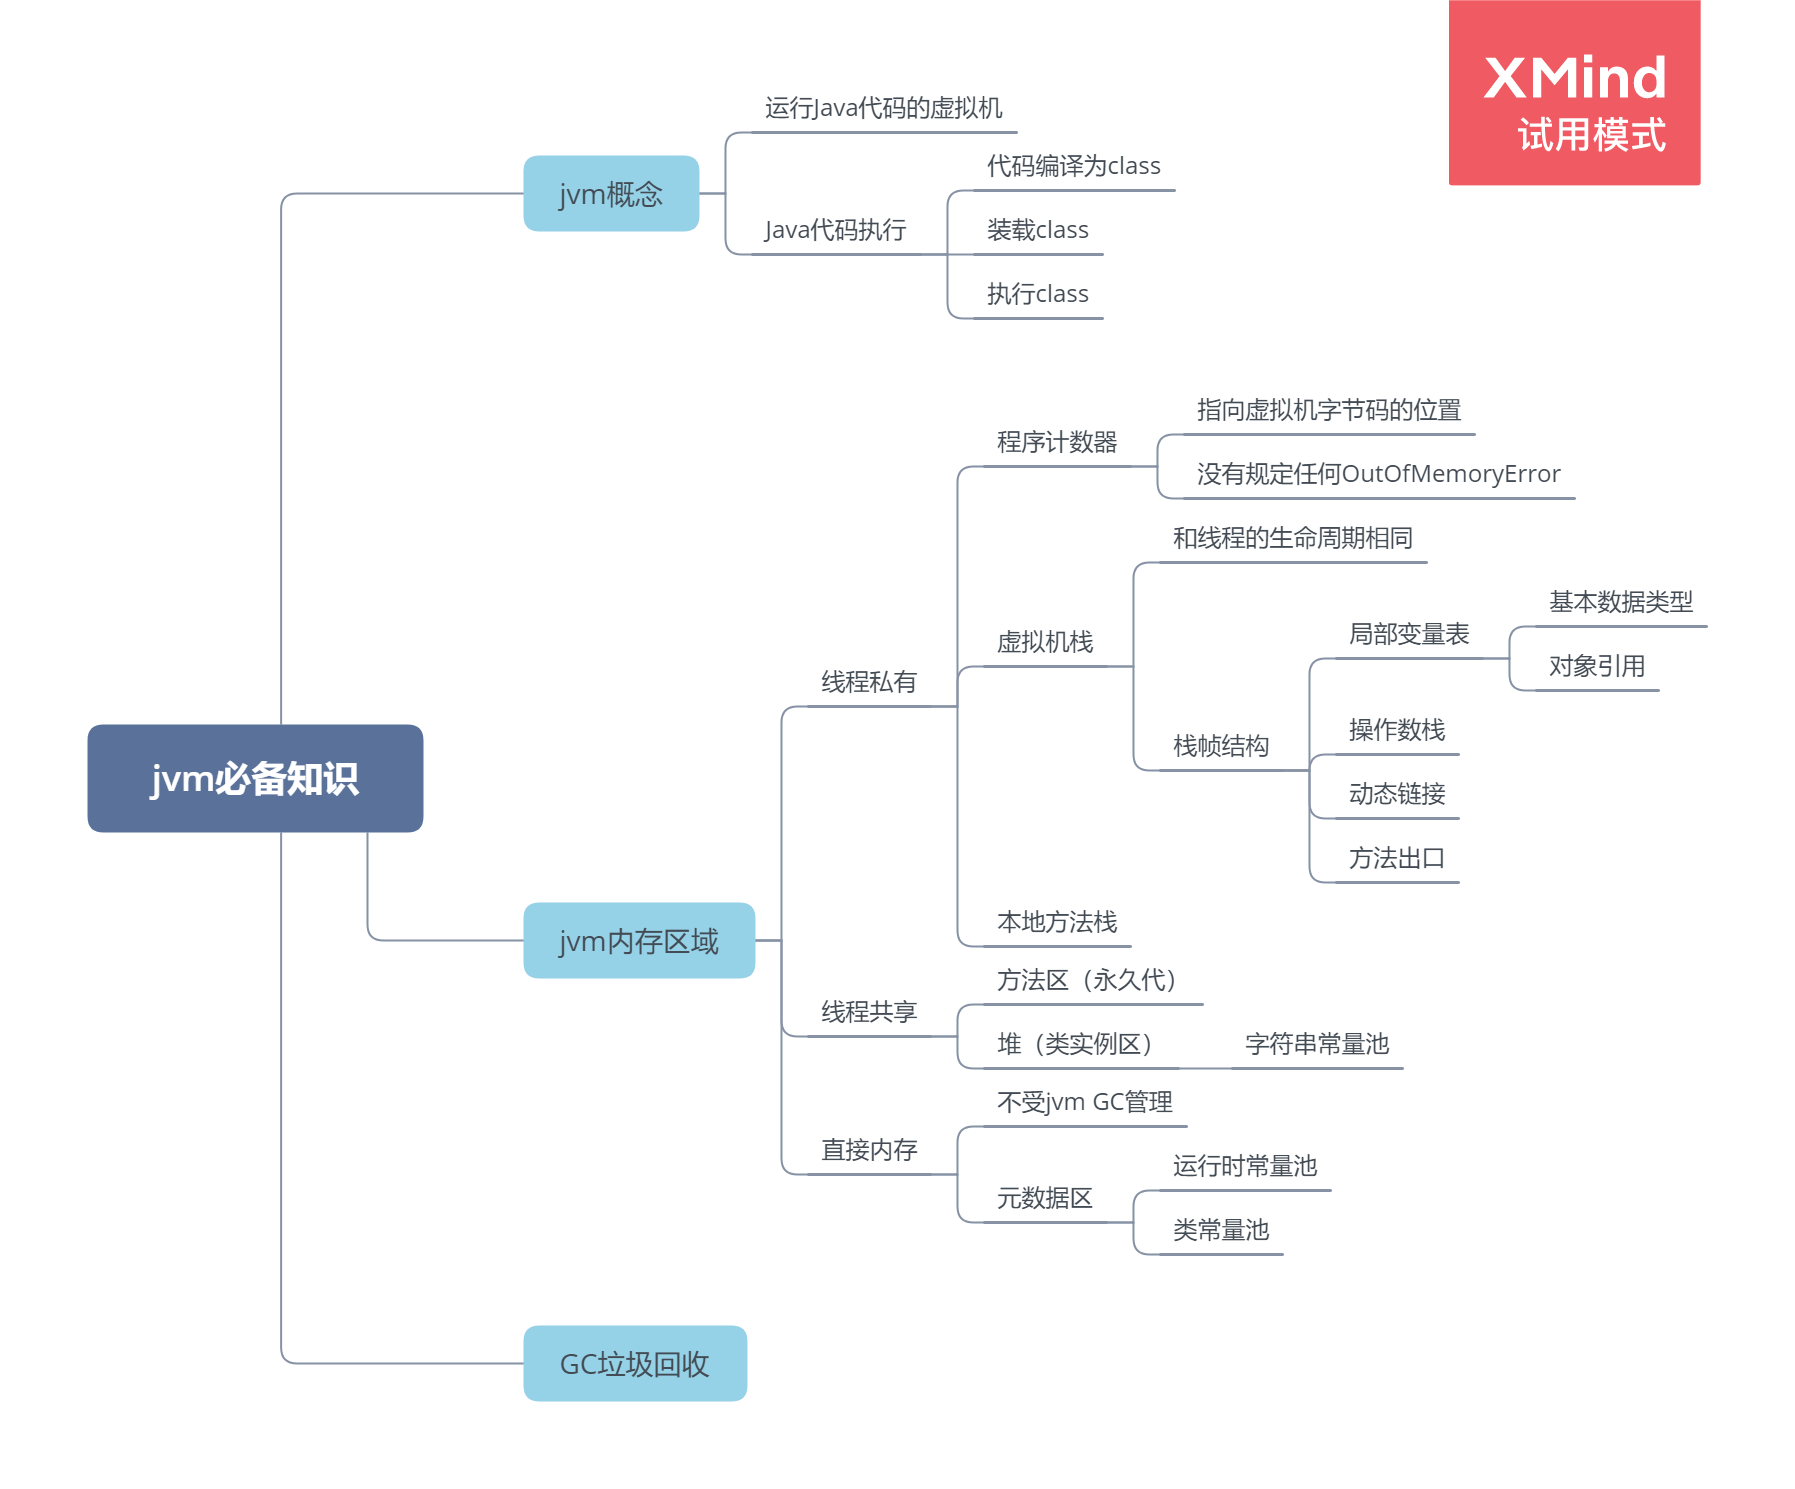 XMind
试用模式
jvm必备知识
jvm概念
运行Java代码的虚拟机
Java代码执行
代码编译为class
装载class
执行class
jvm内存区域
线程私有
程序计数器
指向虚拟机字节码的位置
没有规定任何OutOfMemoryError
虚拟机栈
和线程的生命周期相同
栈帧结构
局部变量表
基本数据类型
对象引用
操作数栈
动态链接
方法出口
本地方法栈
线程共享
方法区（永久代）
堆（类实例区）
字符串常量池
直接内存
不受jvm GC管理
元数据区
运行时常量池
类常量池
GC垃圾回收